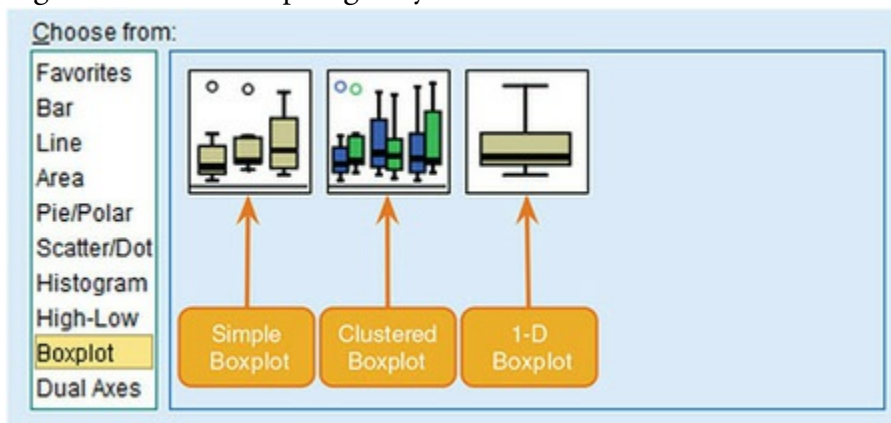 Choose from:
Favorites
Bar
Line
Area
Pie/Polar
Scatter/Dot
Histogram
High-Low
Boxplot
Dual Axes
Simple
Boxplot
Clustered
Boxplot
1-D
Boxplot